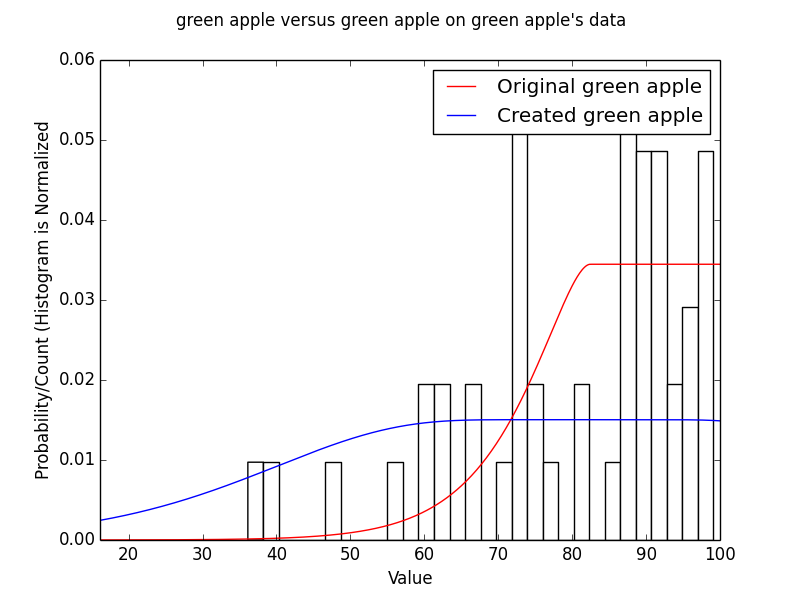 green apple versus green apple on green apple's data
Original green apple
Created green apple
0.06
0.05
0.04
0.03
0.02
0.01
0.00
Probability/Count (Histogram is Normalized
20 30 40 50 60 70 80 90 100
Value